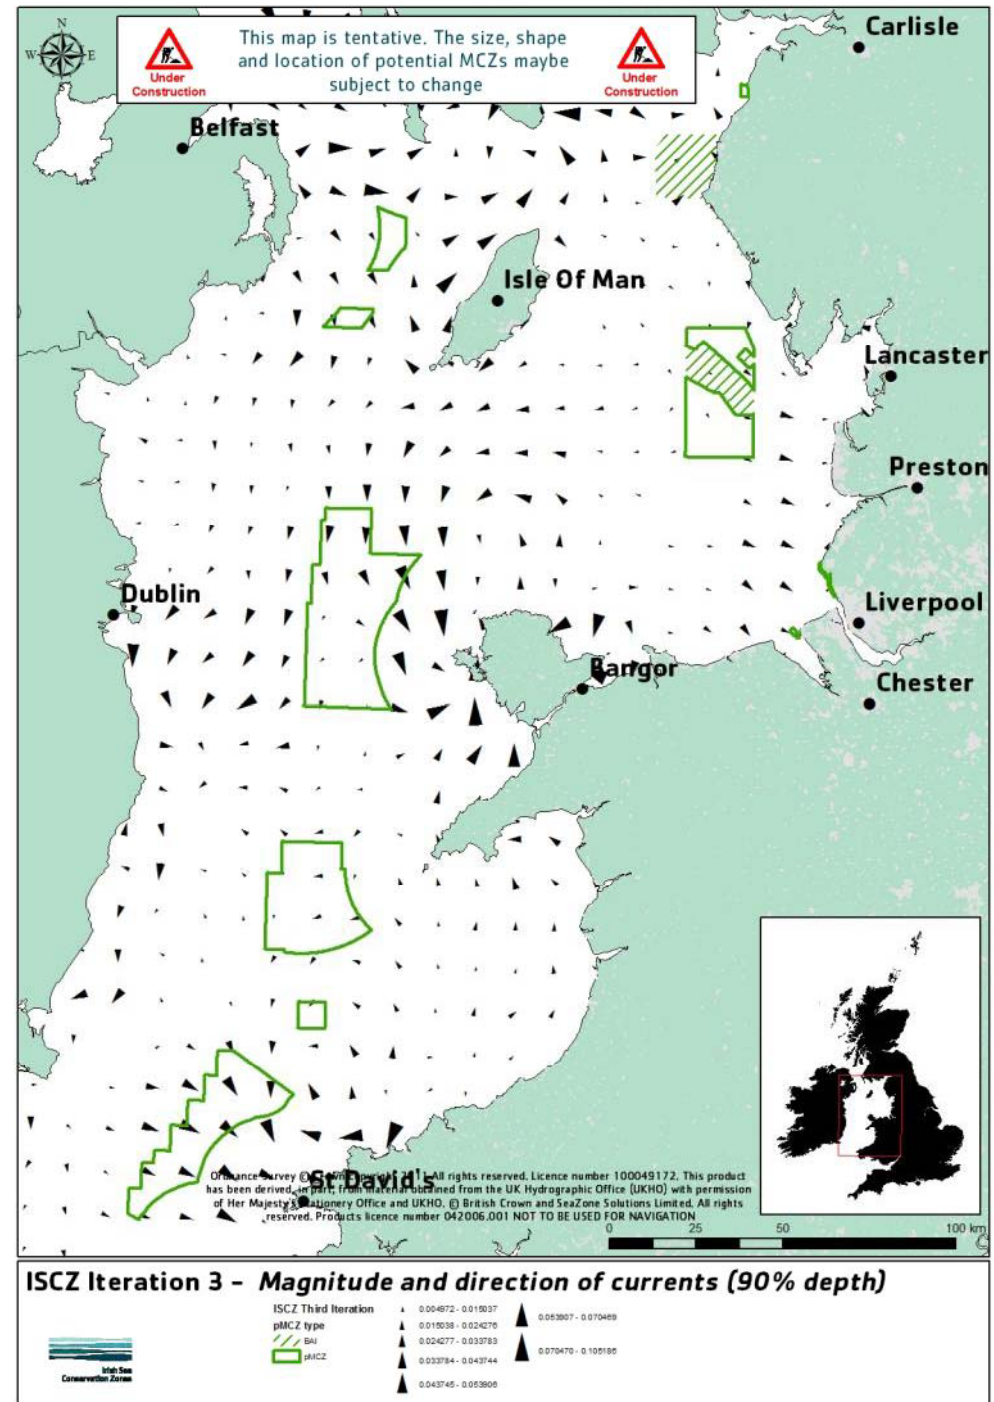 N
W E
S
Under
Construction
This map is tentative. The size, shape
and location of potential MCZs maybe
subject to change
Under
Construction
Carlisle
Belfast
Isle Of Man
Lancaster
Preston
Dublin
Liverpool
Bangor
Chester
St David's
Ordnance Survey © Crown Copyright 2011 All rights reserved. Licence number 100049172. This product
has been derived, in part, from material obtained from the UK Hydrographic Office (UKHO) with permission
of Her Majesty's Stationery Office and UKHO. © British Crown and SeaZone Solutions Limited. All rights
reserved. Products licence number 042006.001 NOT TO BE USED FOR NAVIGATION
0 25 50 100 km
ISCZ Iteration 3 – Magnitude and direction of currents (90% depth)
ISCZ Third Iteration
pMCZ type
BAI
pMCZ
0.004972 - 0.015037
0.015038 - 0.024276
0.024277 - 0.033783
0.033784 - 0.043744
0.043745 - 0.053906
0.053907 - 0.070469
0.070470 - 0.105186
Irish Sea
Conservation Zones